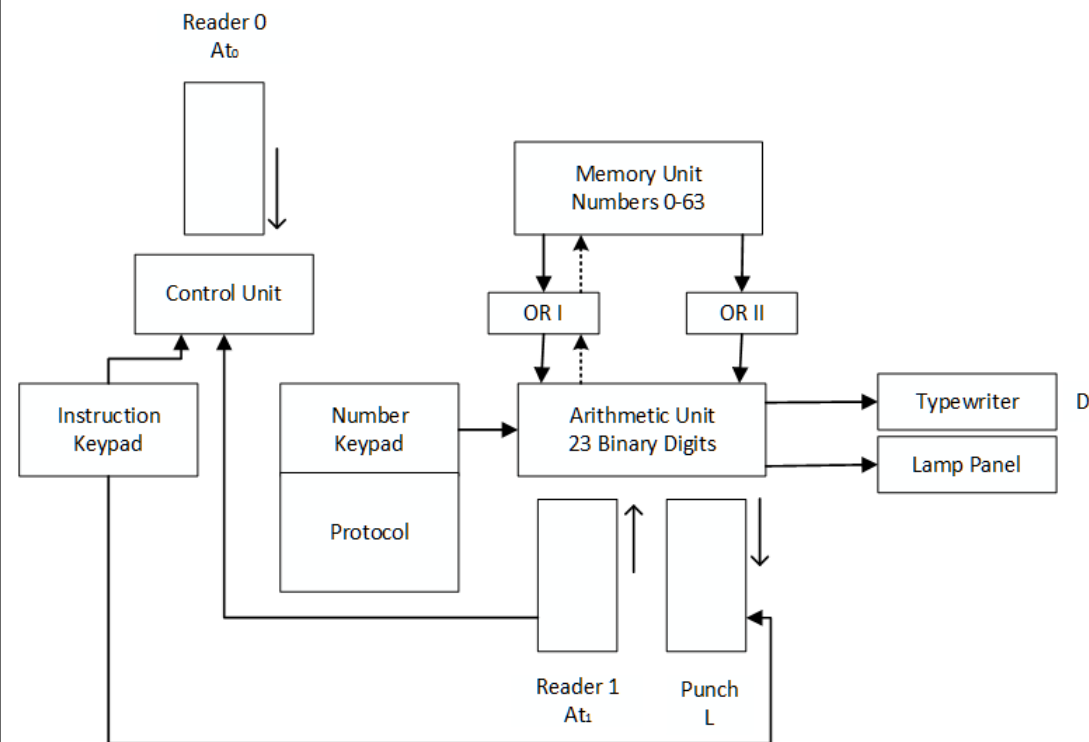 Reader 0
At₀
Memory Unit
Numbers 0-63
Control Unit
OR I
OR II
Instruction
Keypad
Number
Keypad
Arithmetic Unit
23 Binary Digits
Typewriter
D
Lamp Panel
Protocol
Reader 1
At₁
Punch
L